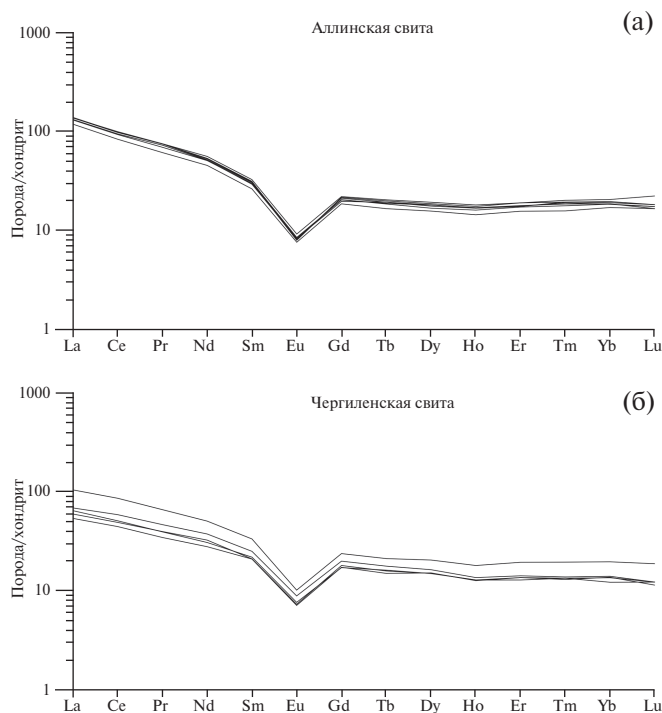 (а)
Аллинская свита
1000
100
10
1
Порода/хондрит
La Ce Pr Nd Sm Eu Gd Tb Dy Ho Er Tm Yb Lu
(б)
Чергиленская свита
1000
100
10
1
Порода/хондрит
La Ce Pr Nd Sm Eu Gd Tb Dy Ho Er Tm Yb Lu